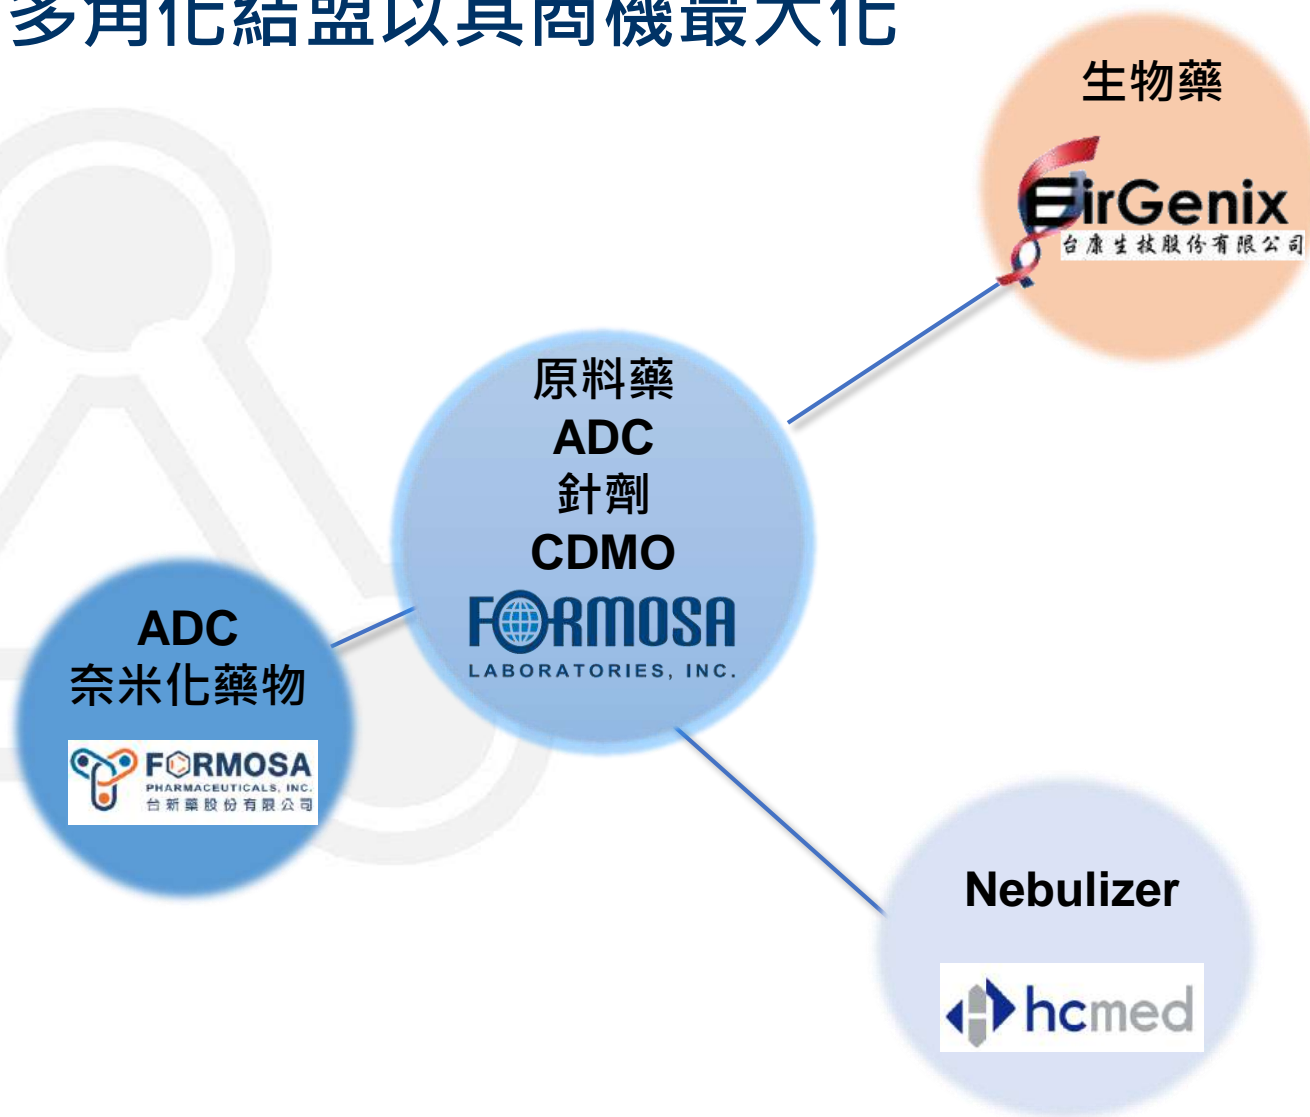 多角化結盟以其商機最大化
生物藥
EirGenix
台康生技股份有限公司
原料藥
ADC
針劑
CDMO
FORMOSA
LABORATORIES, INC.
ADC
奈米化藥物
FORMOSA
PHARMACEUTICALS, INC.
台新藥股份有限公司
Nebulizer
hcmed